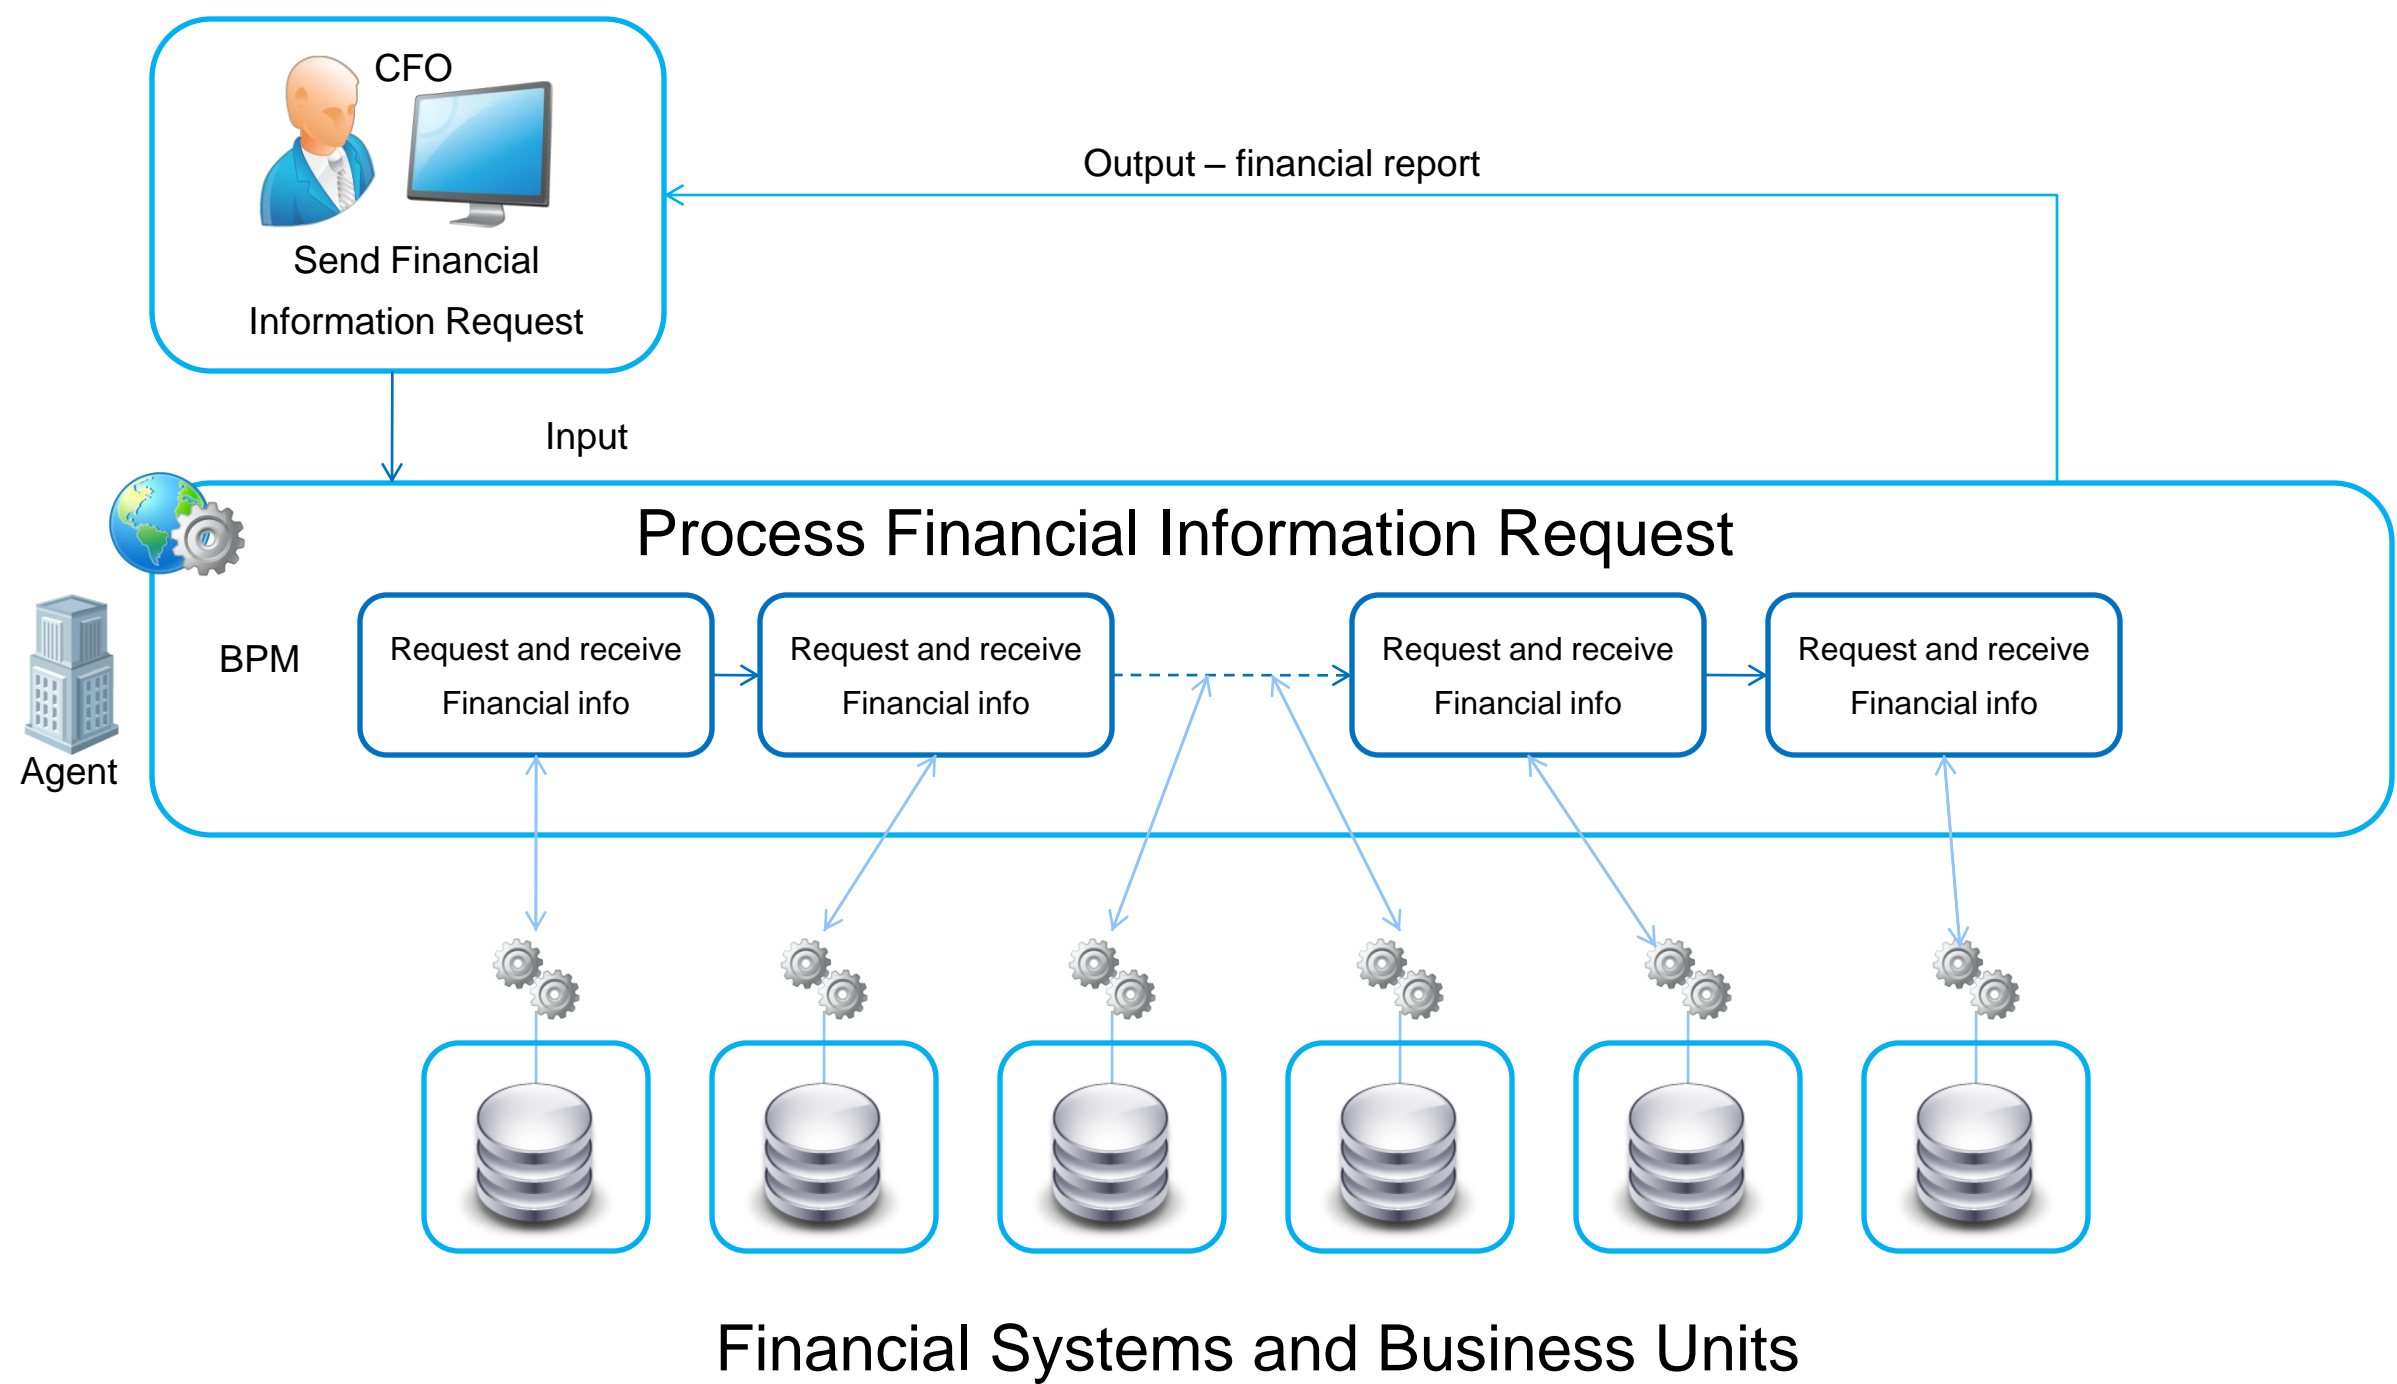 CFO
Send Financial
Information Request
Output – financial report
Input
Process Financial Information Request
BPM
Request and receive
Financial info
Request and receive
Financial info
Request and receive
Financial info
Request and receive
Financial info
Agent
Financial Systems and Business Units